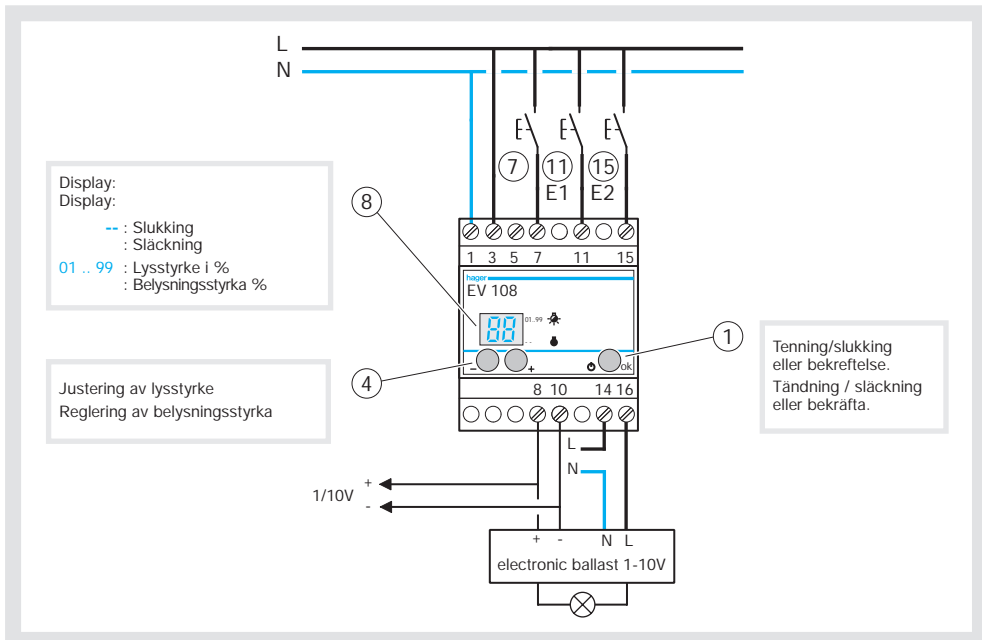 L
N
7
11
15
E1
E2
Display:
Display:
-- : Slukking
: Släckning
01 .. 99 : Lysstyrke i %
: Belysningsstyrka %
8
1 3 5 7 11 15
hager
EV 108
88
01..99
--
- + ok
1
4
Justering av lysstyrke
Reglering av belysningsstyrka
Tenning/slukking
eller bekreftelse.
Tändning / släckning
eller bekräfta.
8 10 14 16
L
N
+
1/10V
-
+ - N L
electronic ballast 1-10V